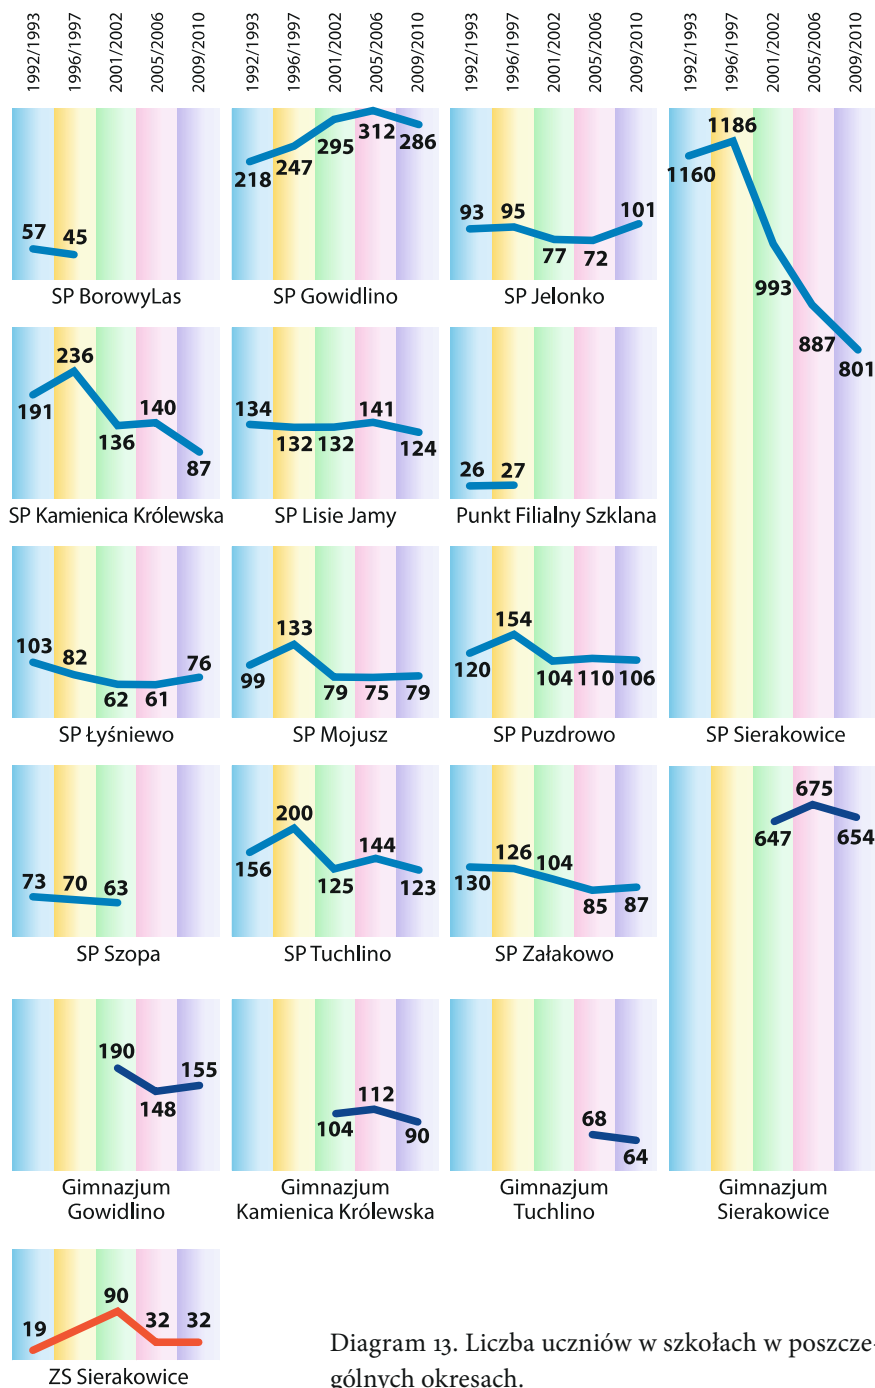 1992/1993 1996/1997 2001/2002 2005/2006 2009/2010 1992/1993 1996/1997 2001/2002 2005/2006 2009/2010 1992/1993 1996/1997 2001/2002 2005/2006 2009/2010 1992/1993 1996/1997 2001/2002 2005/2006 2009/2010
57 45
SP BorowyLas
218 247 295 312 286
SP Gowidlino
93 95 77 72 101
SP Jelonko
1160 1186 993 887 801
SP Sierakowice
191 236 136 140 87
SP Kamienica Królewska
134 132 132 141 124
SP Lisie Jamy
26 27
Punkt Filialny Szklana
103 82 62 61 76
SP Łyśniewo
99 133 79 75 79
SP Mojusz
120 154 104 110 106
SP Puzdrowo
73 70 63
SP Szopa
156 200 125 144 123
SP Tuchlino
130 126 104 85 87
SP Załakowo
647 675 654
Gimnazjum
Sierakowice
190 148 155
Gimnazjum
Gowidlino
104 112 90
Gimnazjum
Kamienica Królewska
68 64
Gimnazjum
Tuchlino
19 90 32 32
ZS Sierakowice
Diagram 13. Liczba uczniów w szkołach w poszcze-
gólnych okresach.